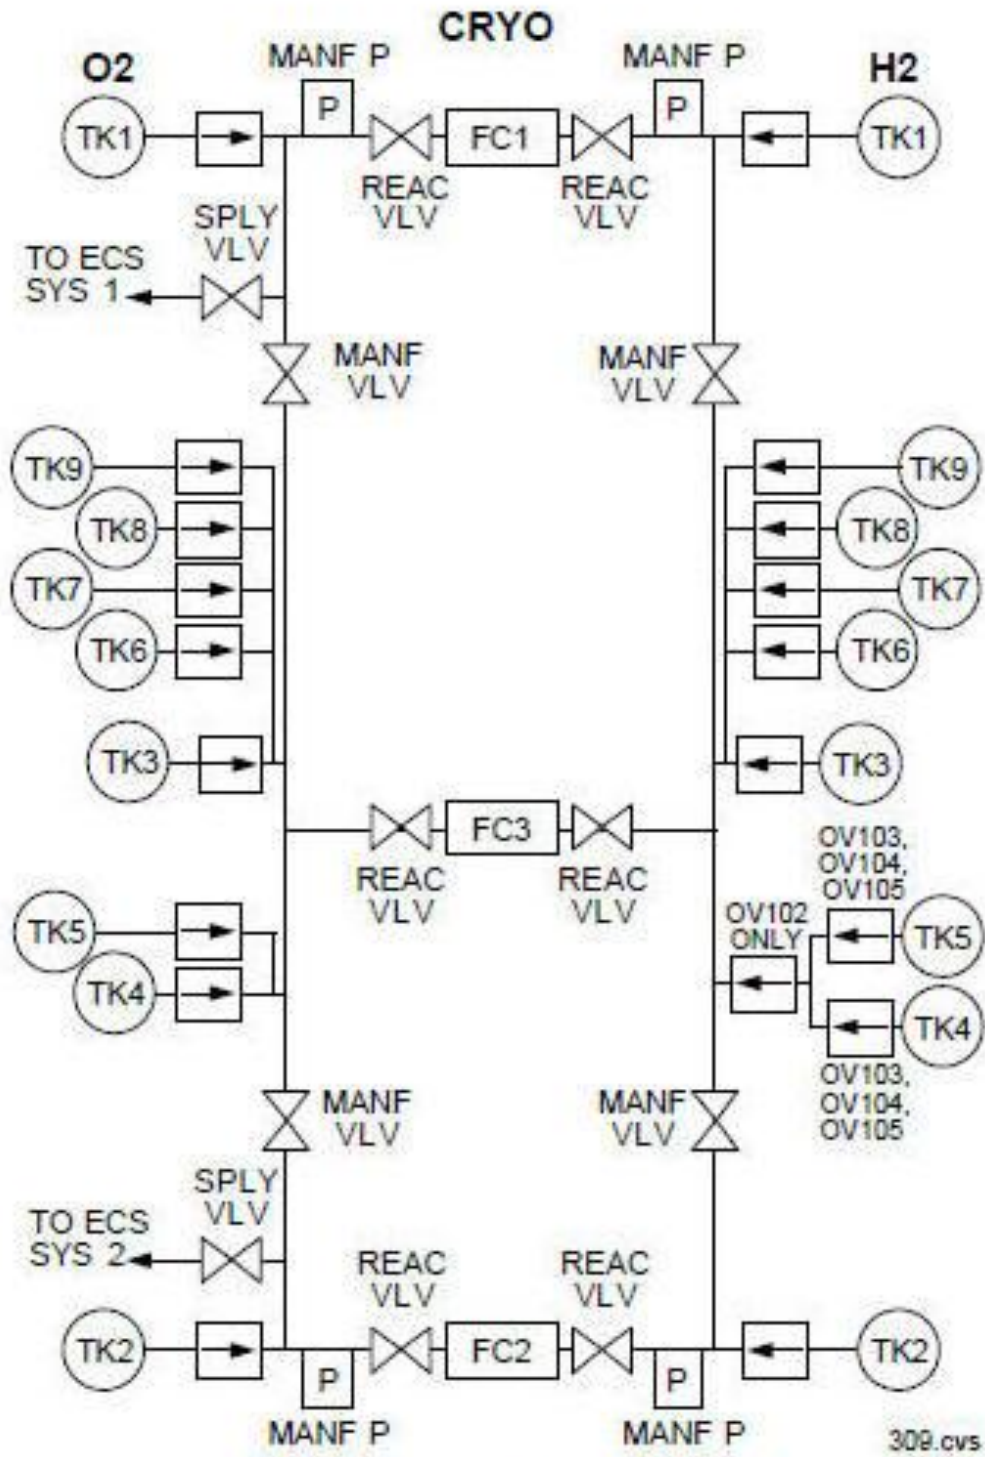 CRYO
O2
MANF P
MANF P
H2
TK1
P
FC1
P
TK1
REAC
VLV
REAC
VLV
SPLY
VLV
TO ECS
SYS 1
MANF
VLV
MANF
VLV
TK9
TK9
TK8
TK8
TK7
TK7
TK6
TK6
TK3
TK3
FC3
REAC
VLV
REAC
VLV
OV103,
OV104,
OV105
OV102
ONLY
TK5
TK5
TK4
TK4
OV103,
OV104,
OV105
MANF
VLV
MANF
VLV
SPLY
VLV
TO ECS
SYS 2
REAC
VLV
REAC
VLV
TK2
FC2
TK2
P
P
MANF P
MANF P
309.cvs